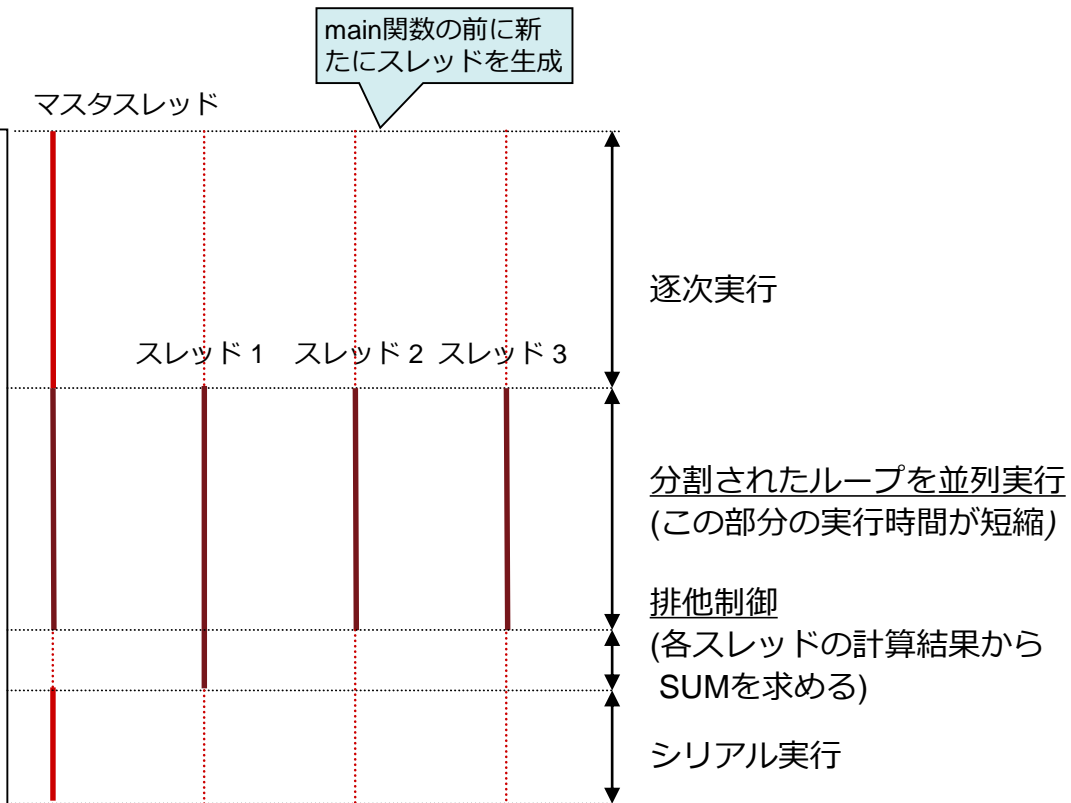 main関数の前に新
たにスレッドを生成
マスタスレッド
逐次実行
スレッド 1 スレッド 2 スレッド 3
分割されたループを並列実行
(この部分の実行時間が短縮)
排他制御
(各スレッドの計算結果から
SUMを求める)
シリアル実行